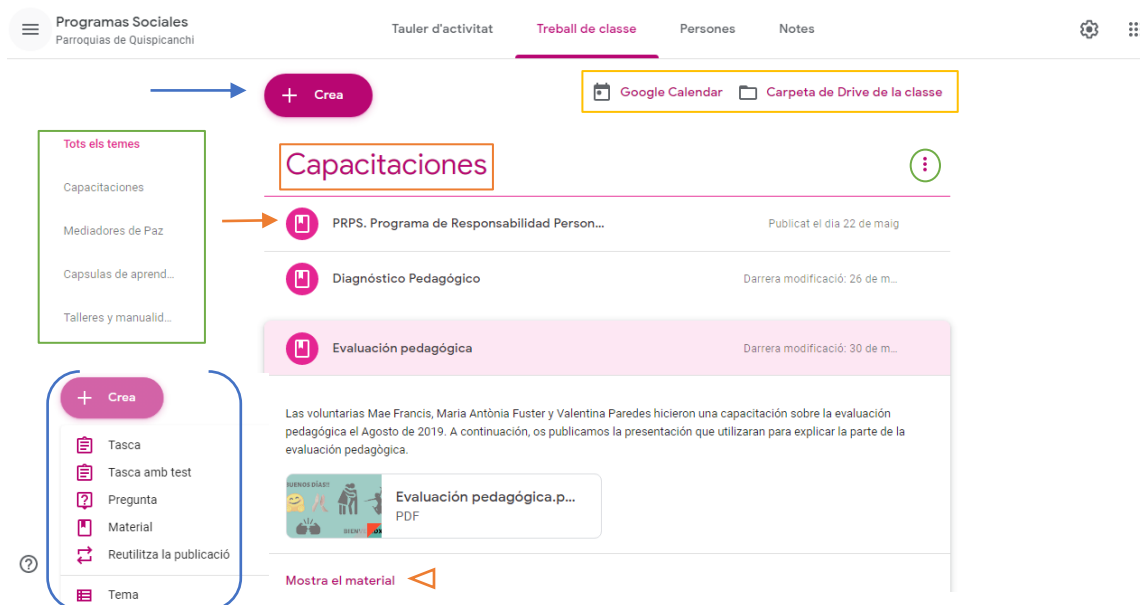 Programas Sociales
Parroquias de Quispicanchi
Tauler d'activitat
Treball de classe
Persones
Notes
Crea
Google Calendar
Carpeta de Drive de la classe
Tots els temes
Capacitaciones
Mediadores de Paz
Capsulas de aprend...
Talleres y manualid...
Capacitaciones
PRPS. Programa de Responsabilidad Person...
Publicat el dia 22 de maig
Diagnóstico Pedagógico
Darrera modificació: 26 de m...
Evaluación pedagógica
Darrera modificació: 30 de m...
Las voluntarias Mae Francis, Maria Antònia Fuster y Valentina Paredes hicieron una capacitación sobre la evaluación
pedagógica el Agosto de 2019. A continuación, os publicamos la presentación que utilizaran para explicar la parte de la
evaluación pedagògica.
BUENOS DÍAS!!
Evaluación pedagógica.p...
PDF
Mostra el material
Crea
Tasca
Tasca amb test
Pregunta
Material
Reutilitza la publicació
Tema